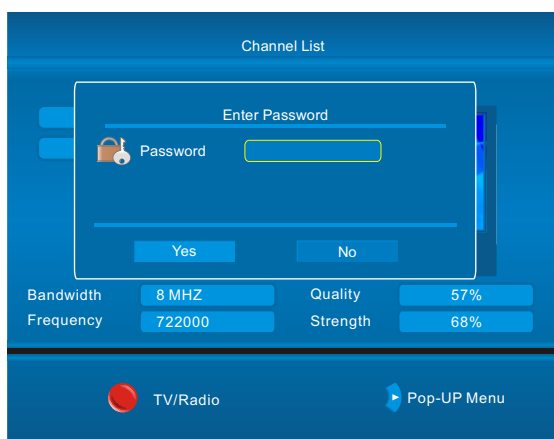 Channel List
Enter Password
Password
Yes No
Bandwidth 8 MHZ Quality 57%
Frequency 722000 Strength 68%
TV/Radio Pop-UP Menu